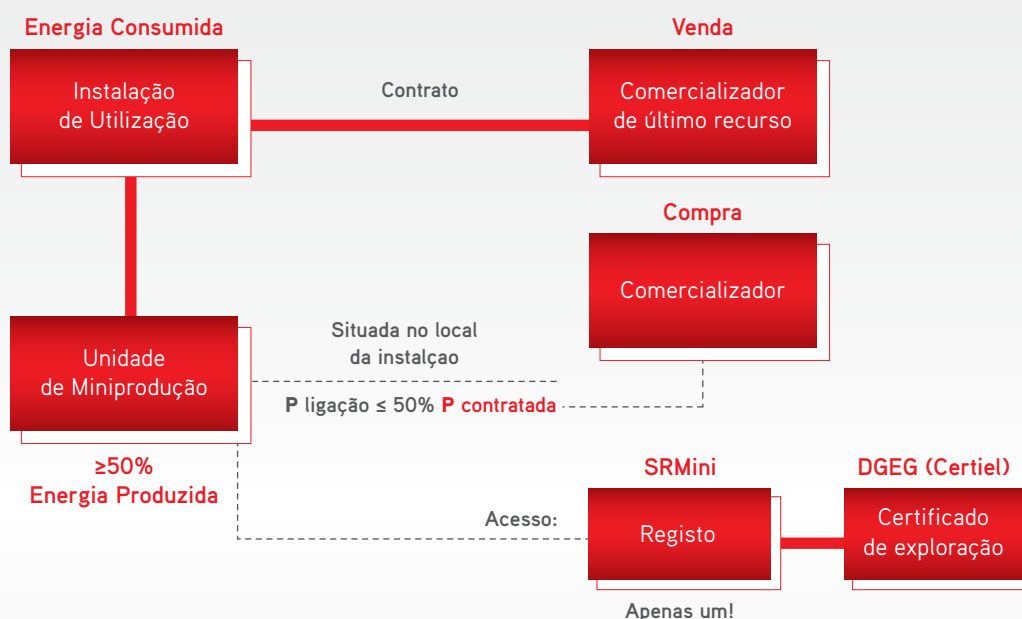 Energia Consumida
Instalação
de Utilização
Contrato
Venda
Comercializador
de último recurso
Compra
Comercializador
Unidade
de Miniprodução
Situada no local
da instalçao
P ligação ≤ 50% P contratada
≥50%
Energia Produzida
Acesso:
SRMini
Registo
Apenas um!
DGEG (Certiel)
Certificado
de exploração